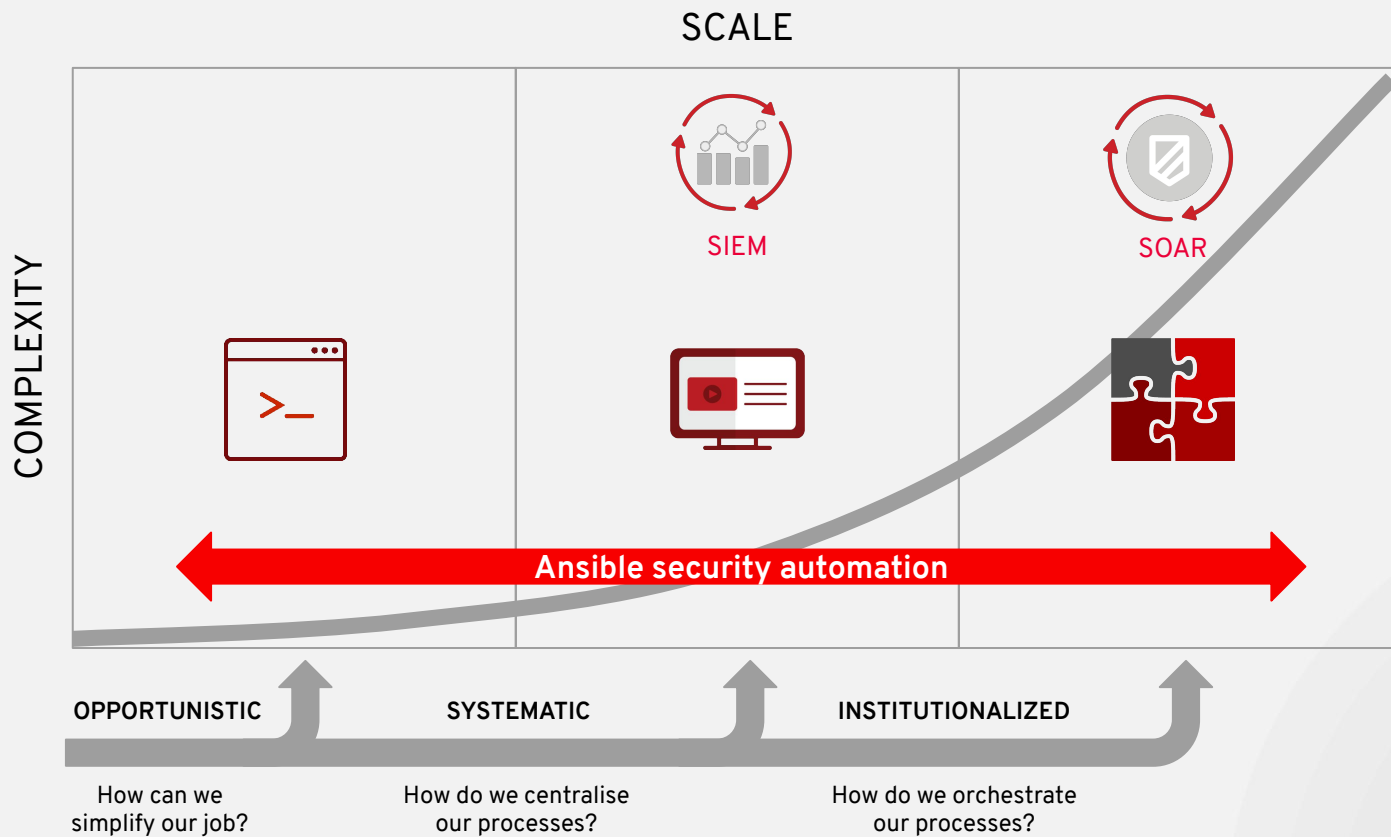 SCALE
COMPLEXITY
SIEM
SOAR
>_
Ansible security automation
OPPORTUNISTIC
SYSTEMATIC
INSTITUTIONALIZED
How can we
simplify our job?
How do we centralise
our processes?
How do we orchestrate
our processes?